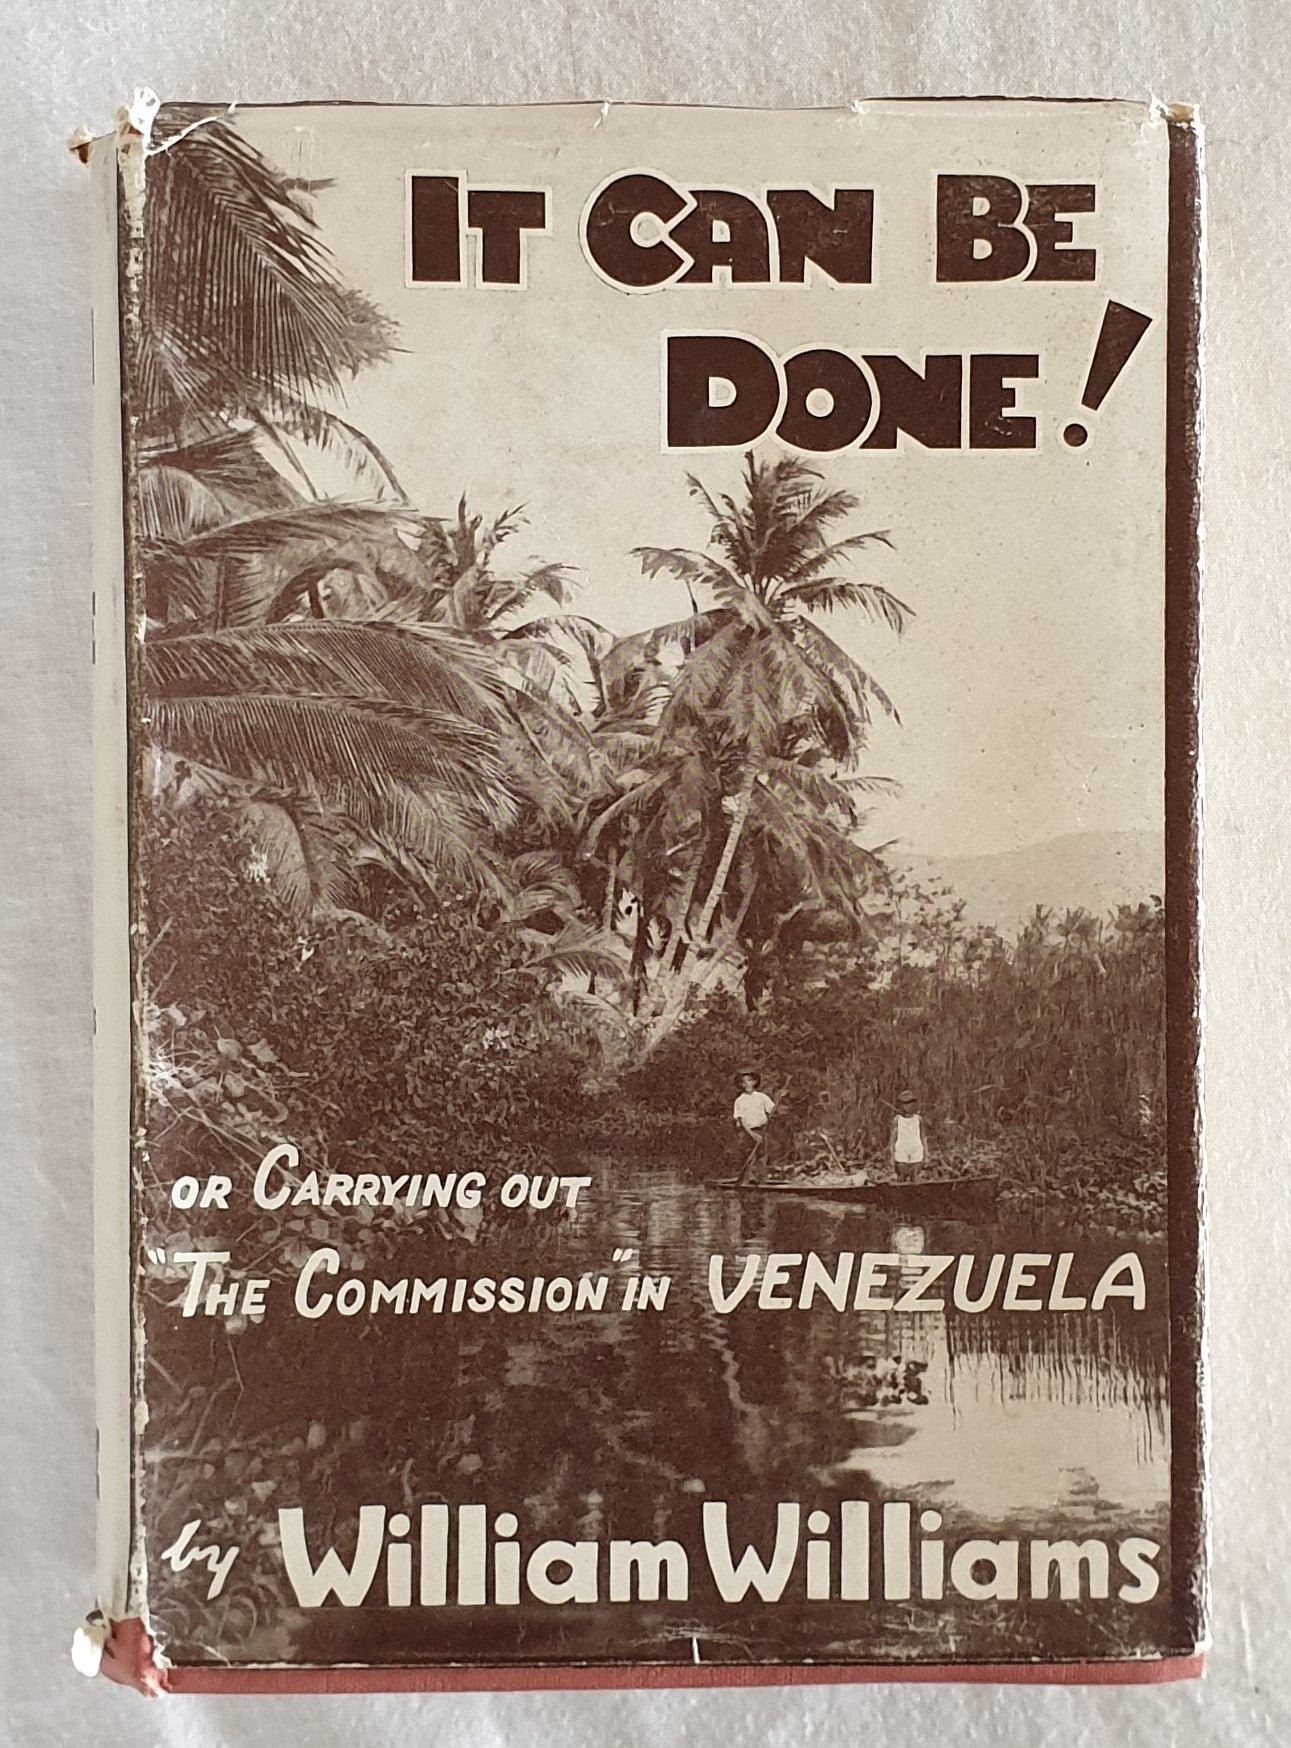 IT CAN BE
DONE!
OR CARRYING OUT
"THE COMMISSION" IN VENEZUELA
by William Williams